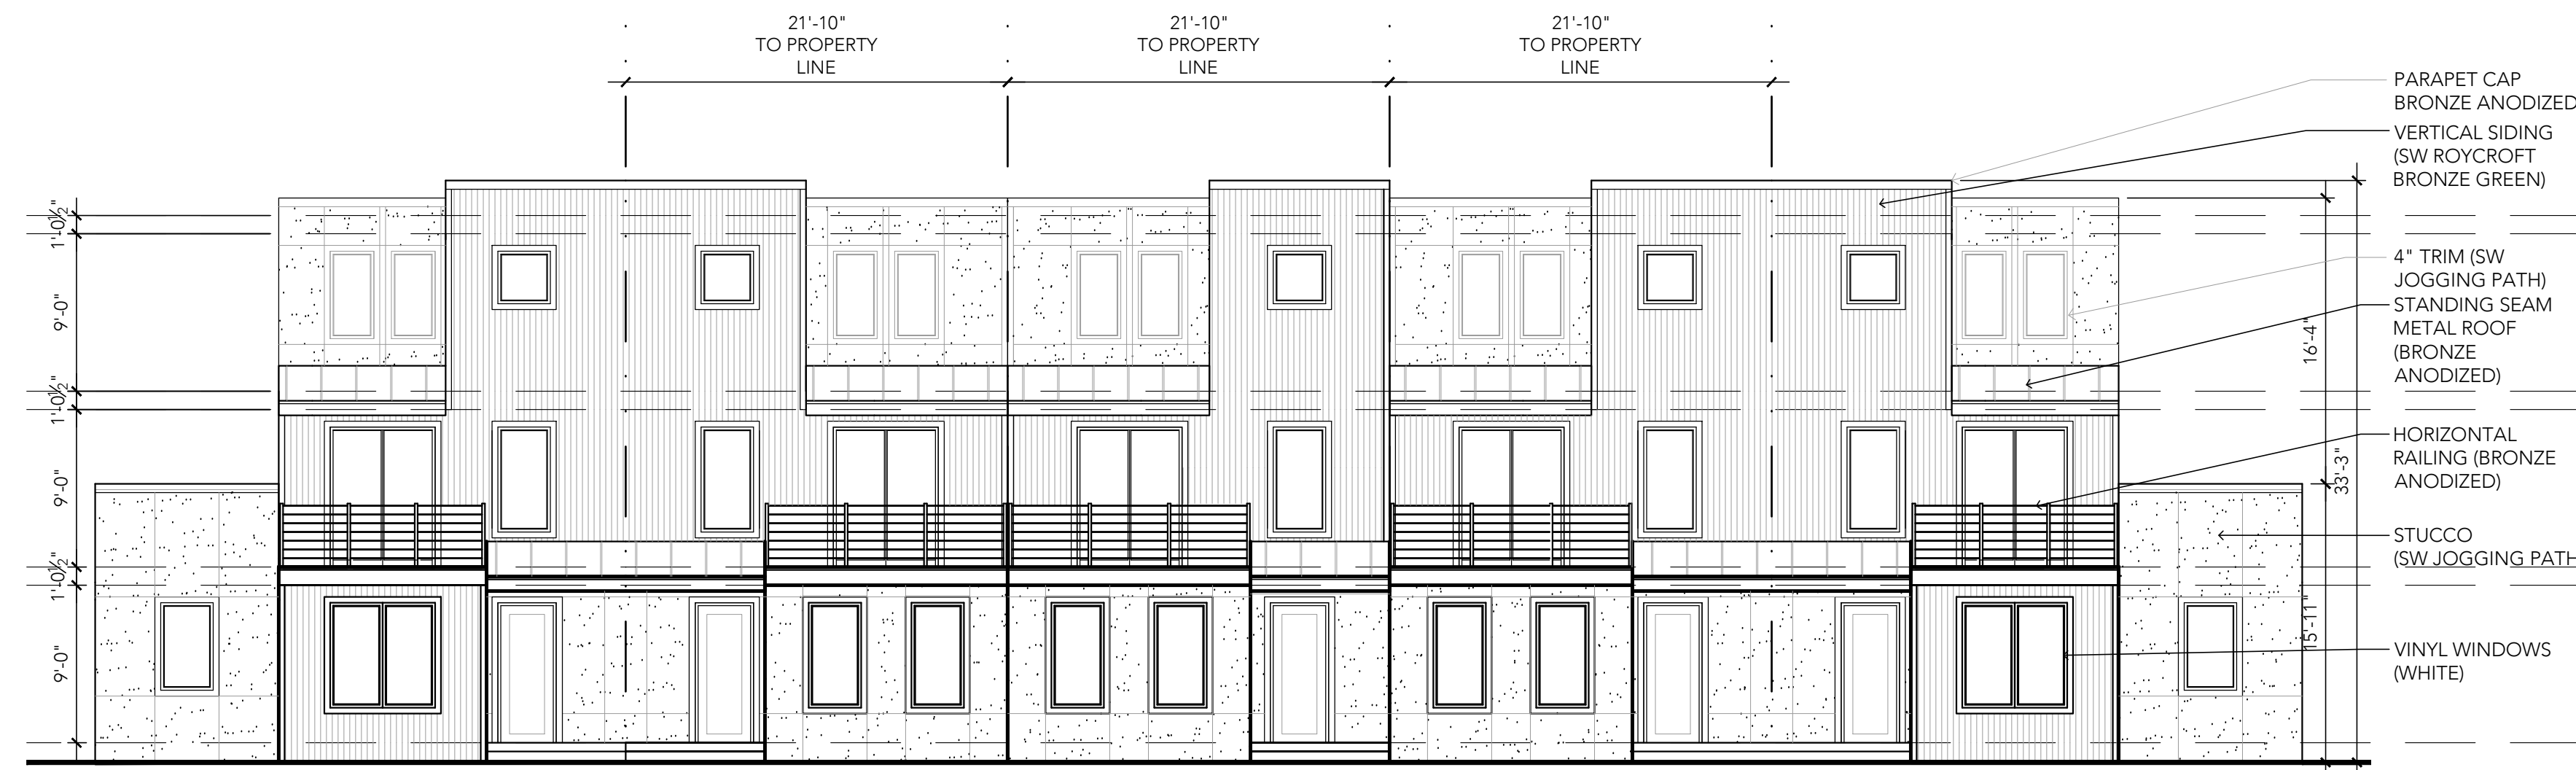 21'-10"
TO PROPERTY
LINE
21'-10"
TO PROPERTY
LINE
21'-10"
TO PROPERTY
LINE
PARAPET CAP
BRONZE ANODIZED
VERTICAL SIDING
(SW ROYCROFT
BRONZE GREEN)
4" TRIM (SW
JOGGING PATH)
STANDING SEAM
METAL ROOF
(BRONZE
ANODIZED)
HORIZONTAL
RAILING (BRONZE
ANODIZED)
STUCCO
(SW JOGGING PATH
VINYL WINDOWS
(WHITE)
1'-0½"
9'-0"
1'-0½"
9'-0"
1'-0½"
9'-0"
16'-4"
33'-3"
15'-11"